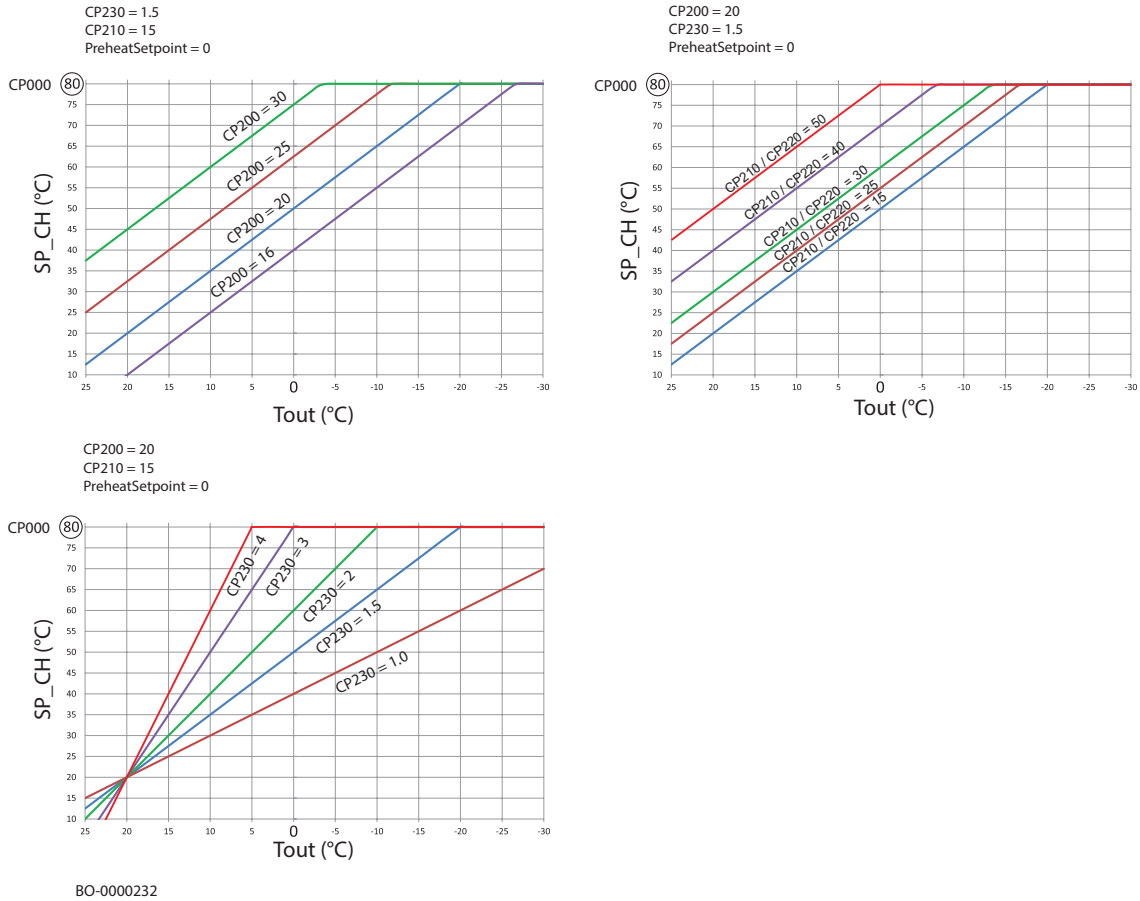 CP230 = 1.5
CP210 = 15
PreheatSetpoint = 0
CP000 80
75
70
65
60
55
50
45
40
35
30
25
20
15
10
SP_CH (°C)
CP200 = 30
CP200 = 25
CP200 = 20
CP200 = 16
25 20 15 10 5 0 -5 -10 -15 -20 -25 -30
Tout (°C)
CP200 = 20
CP230 = 1.5
PreheatSetpoint = 0
CP000 80
75
70
65
60
55
50
45
40
35
30
25
20
15
10
SP_CH (°C)
CP210 / CP220 = 50
CP210 / CP220 = 40
CP210 / CP220 = 30
CP210 / CP220 = 25
CP210 / CP220 = 15
25 20 15 10 5 0 -5 -10 -15 -20 -25 -30
Tout (°C)
CP200 = 20
CP210 = 15
PreheatSetpoint = 0
CP000 80
75
70
65
60
55
50
45
40
35
30
25
20
15
10
SP_CH (°C)
CP230 = 4
CP230 = 3
CP230 = 2
CP230 = 1.5
CP230 = 1.0
25 20 15 10 5 0 -5 -10 -15 -20 -25 -30
Tout (°C)
BO-0000232